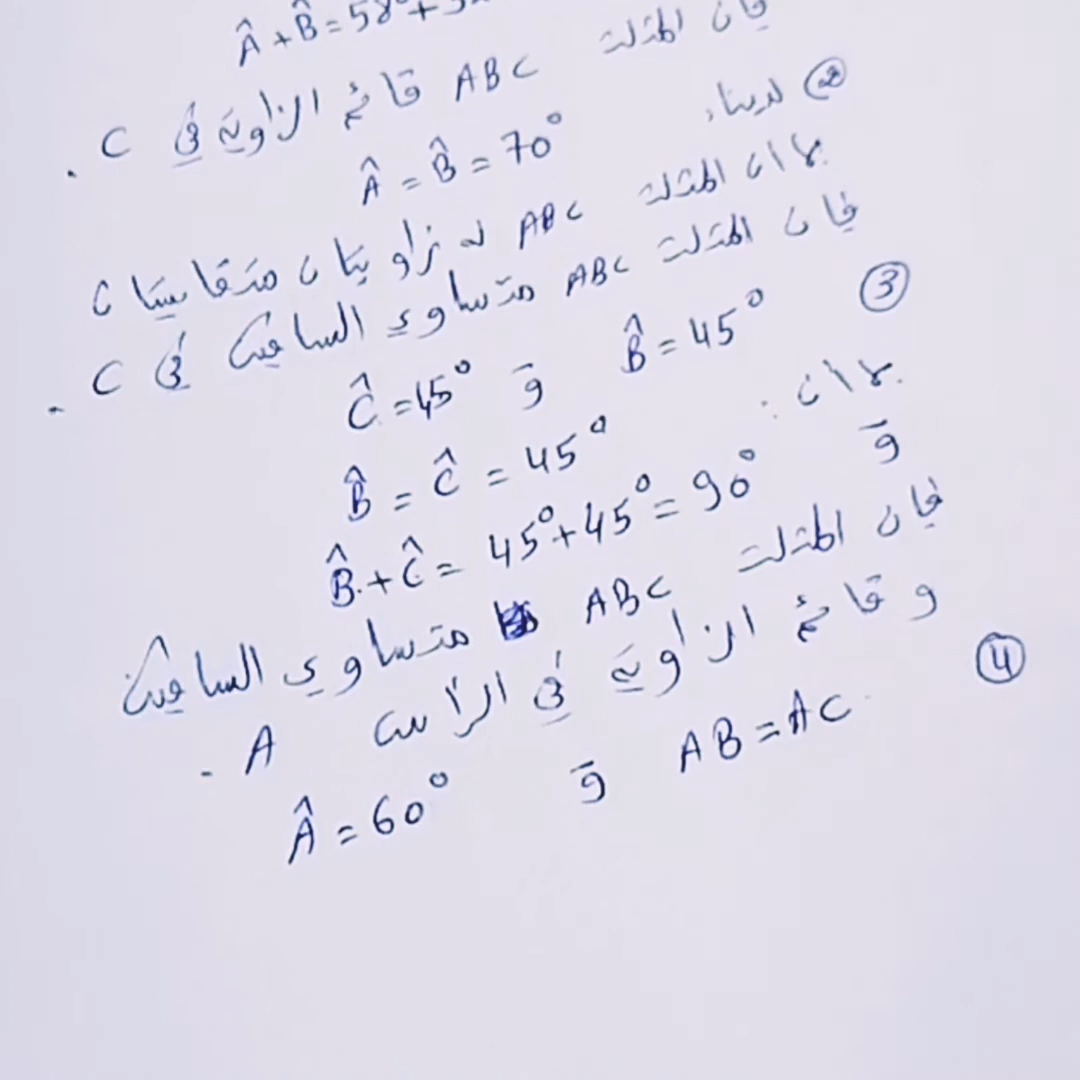 Â + B̂ = 58° +
فإن المثلث ABC قائم الزاوية في C .
② لدينا:
Â = B̂ = 70°
بما أن المثلث ABC له زاويتان متقايستان
فإن المثلث ABC متساوي الساقين في C .
③ B̂ = 45° و Ĉ = 45°
بما أن :
B̂ = Ĉ = 45°
و B̂ + Ĉ = 45° + 45° = 90°
فإن المثلث ABC متساوي الساقين
و قائم الزاوية في الرأس A .
④ AB = AC و Â = 60°